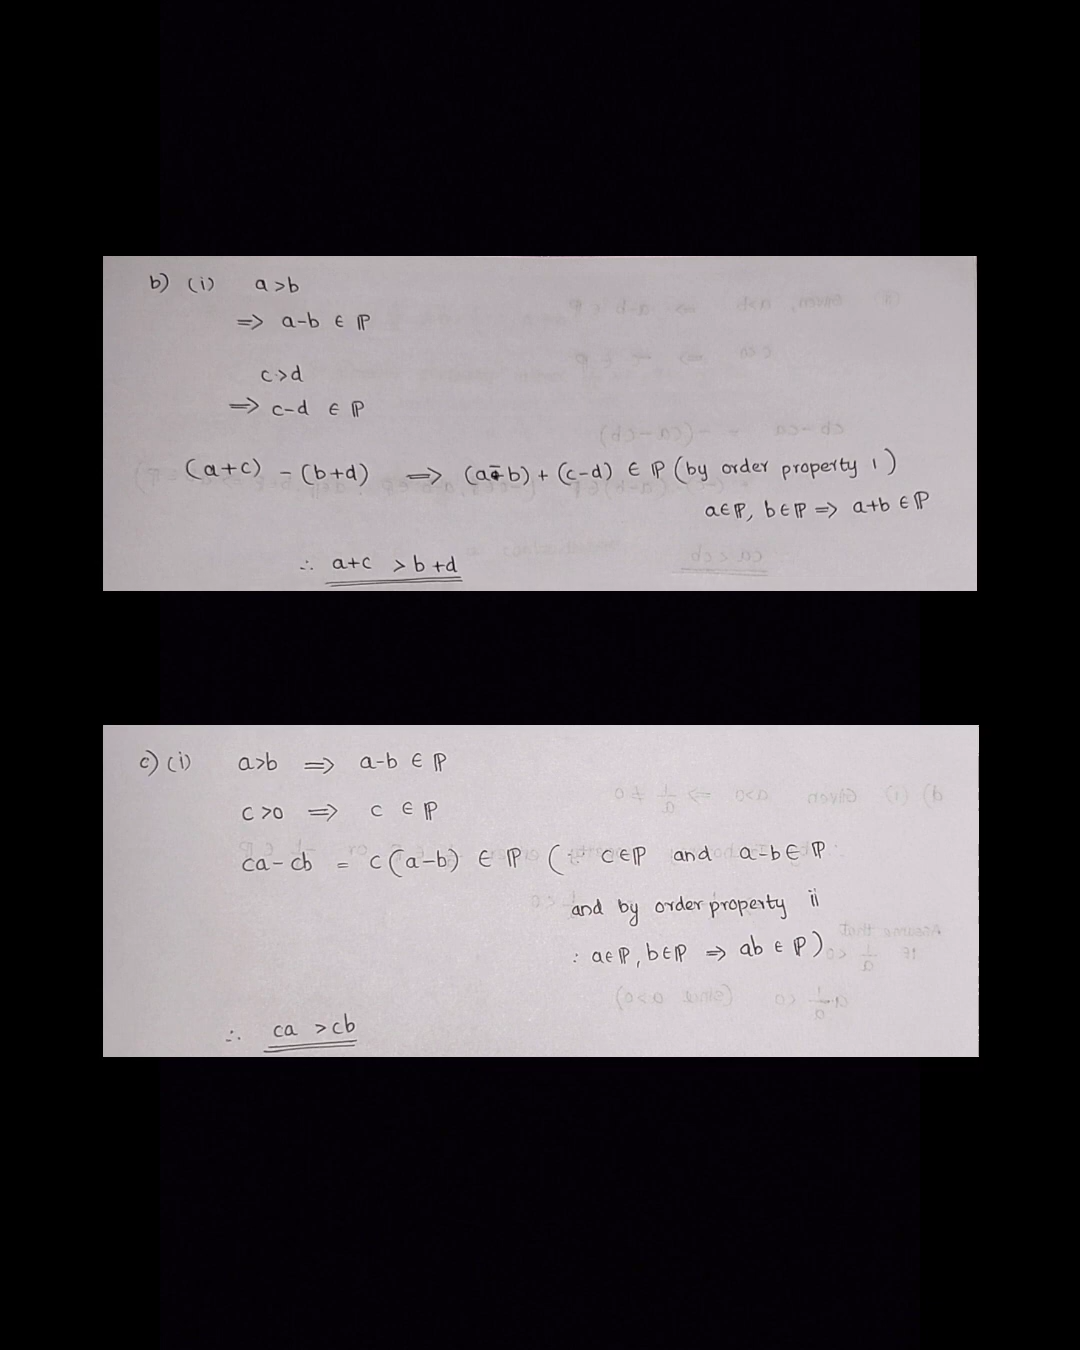 b) (i) a>b
⇒ a-b ∈ ℙ
c>d
⇒ c-d ∈ ℙ
(a+c) - (b+d) ⇒ (a-b) + (c-d) ∈ ℙ (by order property 1)
a∈ℙ, b∈ℙ ⇒ a+b ∈ ℙ
∴ a+c > b+d
c) (i) a>b ⇒ a-b ∈ ℙ
c>0 ⇒ c ∈ ℙ
ca-cb = c(a-b) ∈ ℙ (∵ c∈ℙ and a-b∈ ℙ
and by order property ii
: a∈ℙ, b∈ℙ ⇒ ab ∈ ℙ)
∴ ca >cb